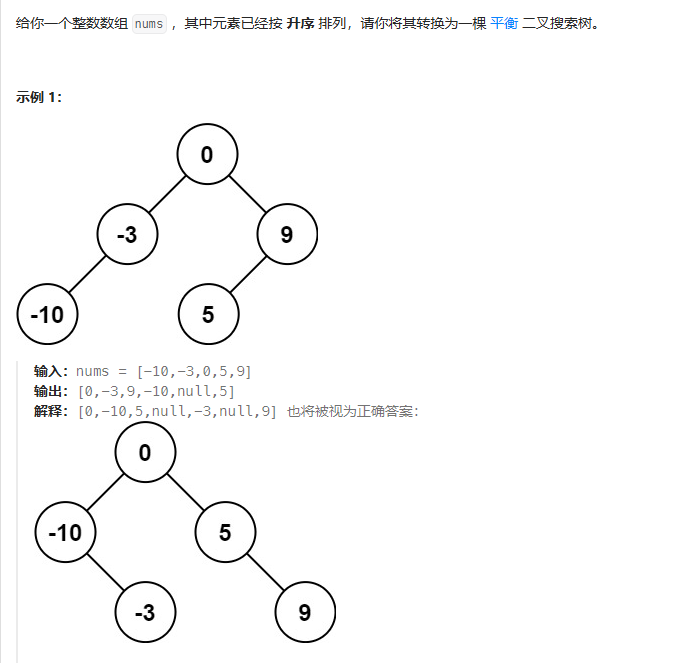 给你一个整数数组 nums ，其中元素已经按 升序 排列，请你将其转换为一棵 平衡 二叉搜索树。
示例 1：
0
-3 9
-10 5
输入：nums = [-10,-3,0,5,9]
输出：[0,-3,9,-10,null,5]
解释：[0,-10,5,null,-3,null,9] 也将被视为正确答案：
0
-10 5
-3 9